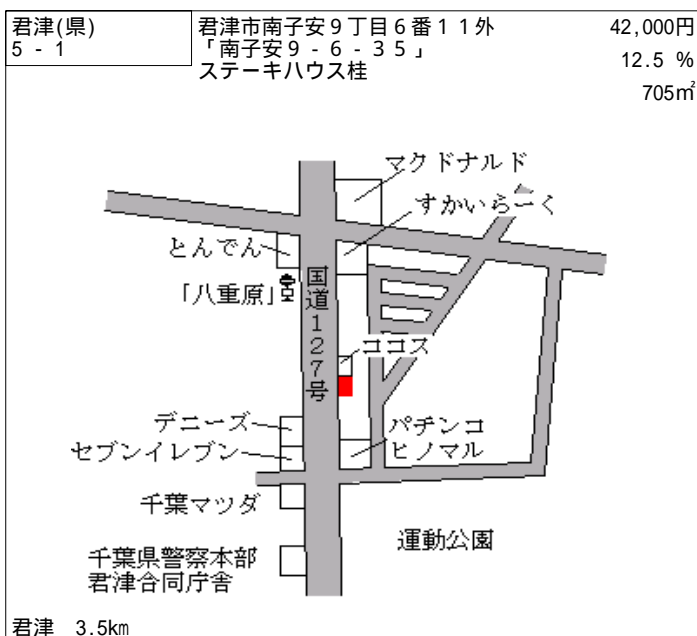 君津(県)
5 - 1
君津市南子安９丁目６番１１外
「南子安９ - ６ - ３５」
ステーキハウス桂
42,000円
12.5 %
705㎡
マクドナルド
すかいらーく
とんでん
「八重原」
国道127号
ココス
デニーズ
セブンイレブン
パチンコ
ヒノマル
千葉マツダ
千葉県警察本部
君津合同庁舎
運動公園
君津　3.5km